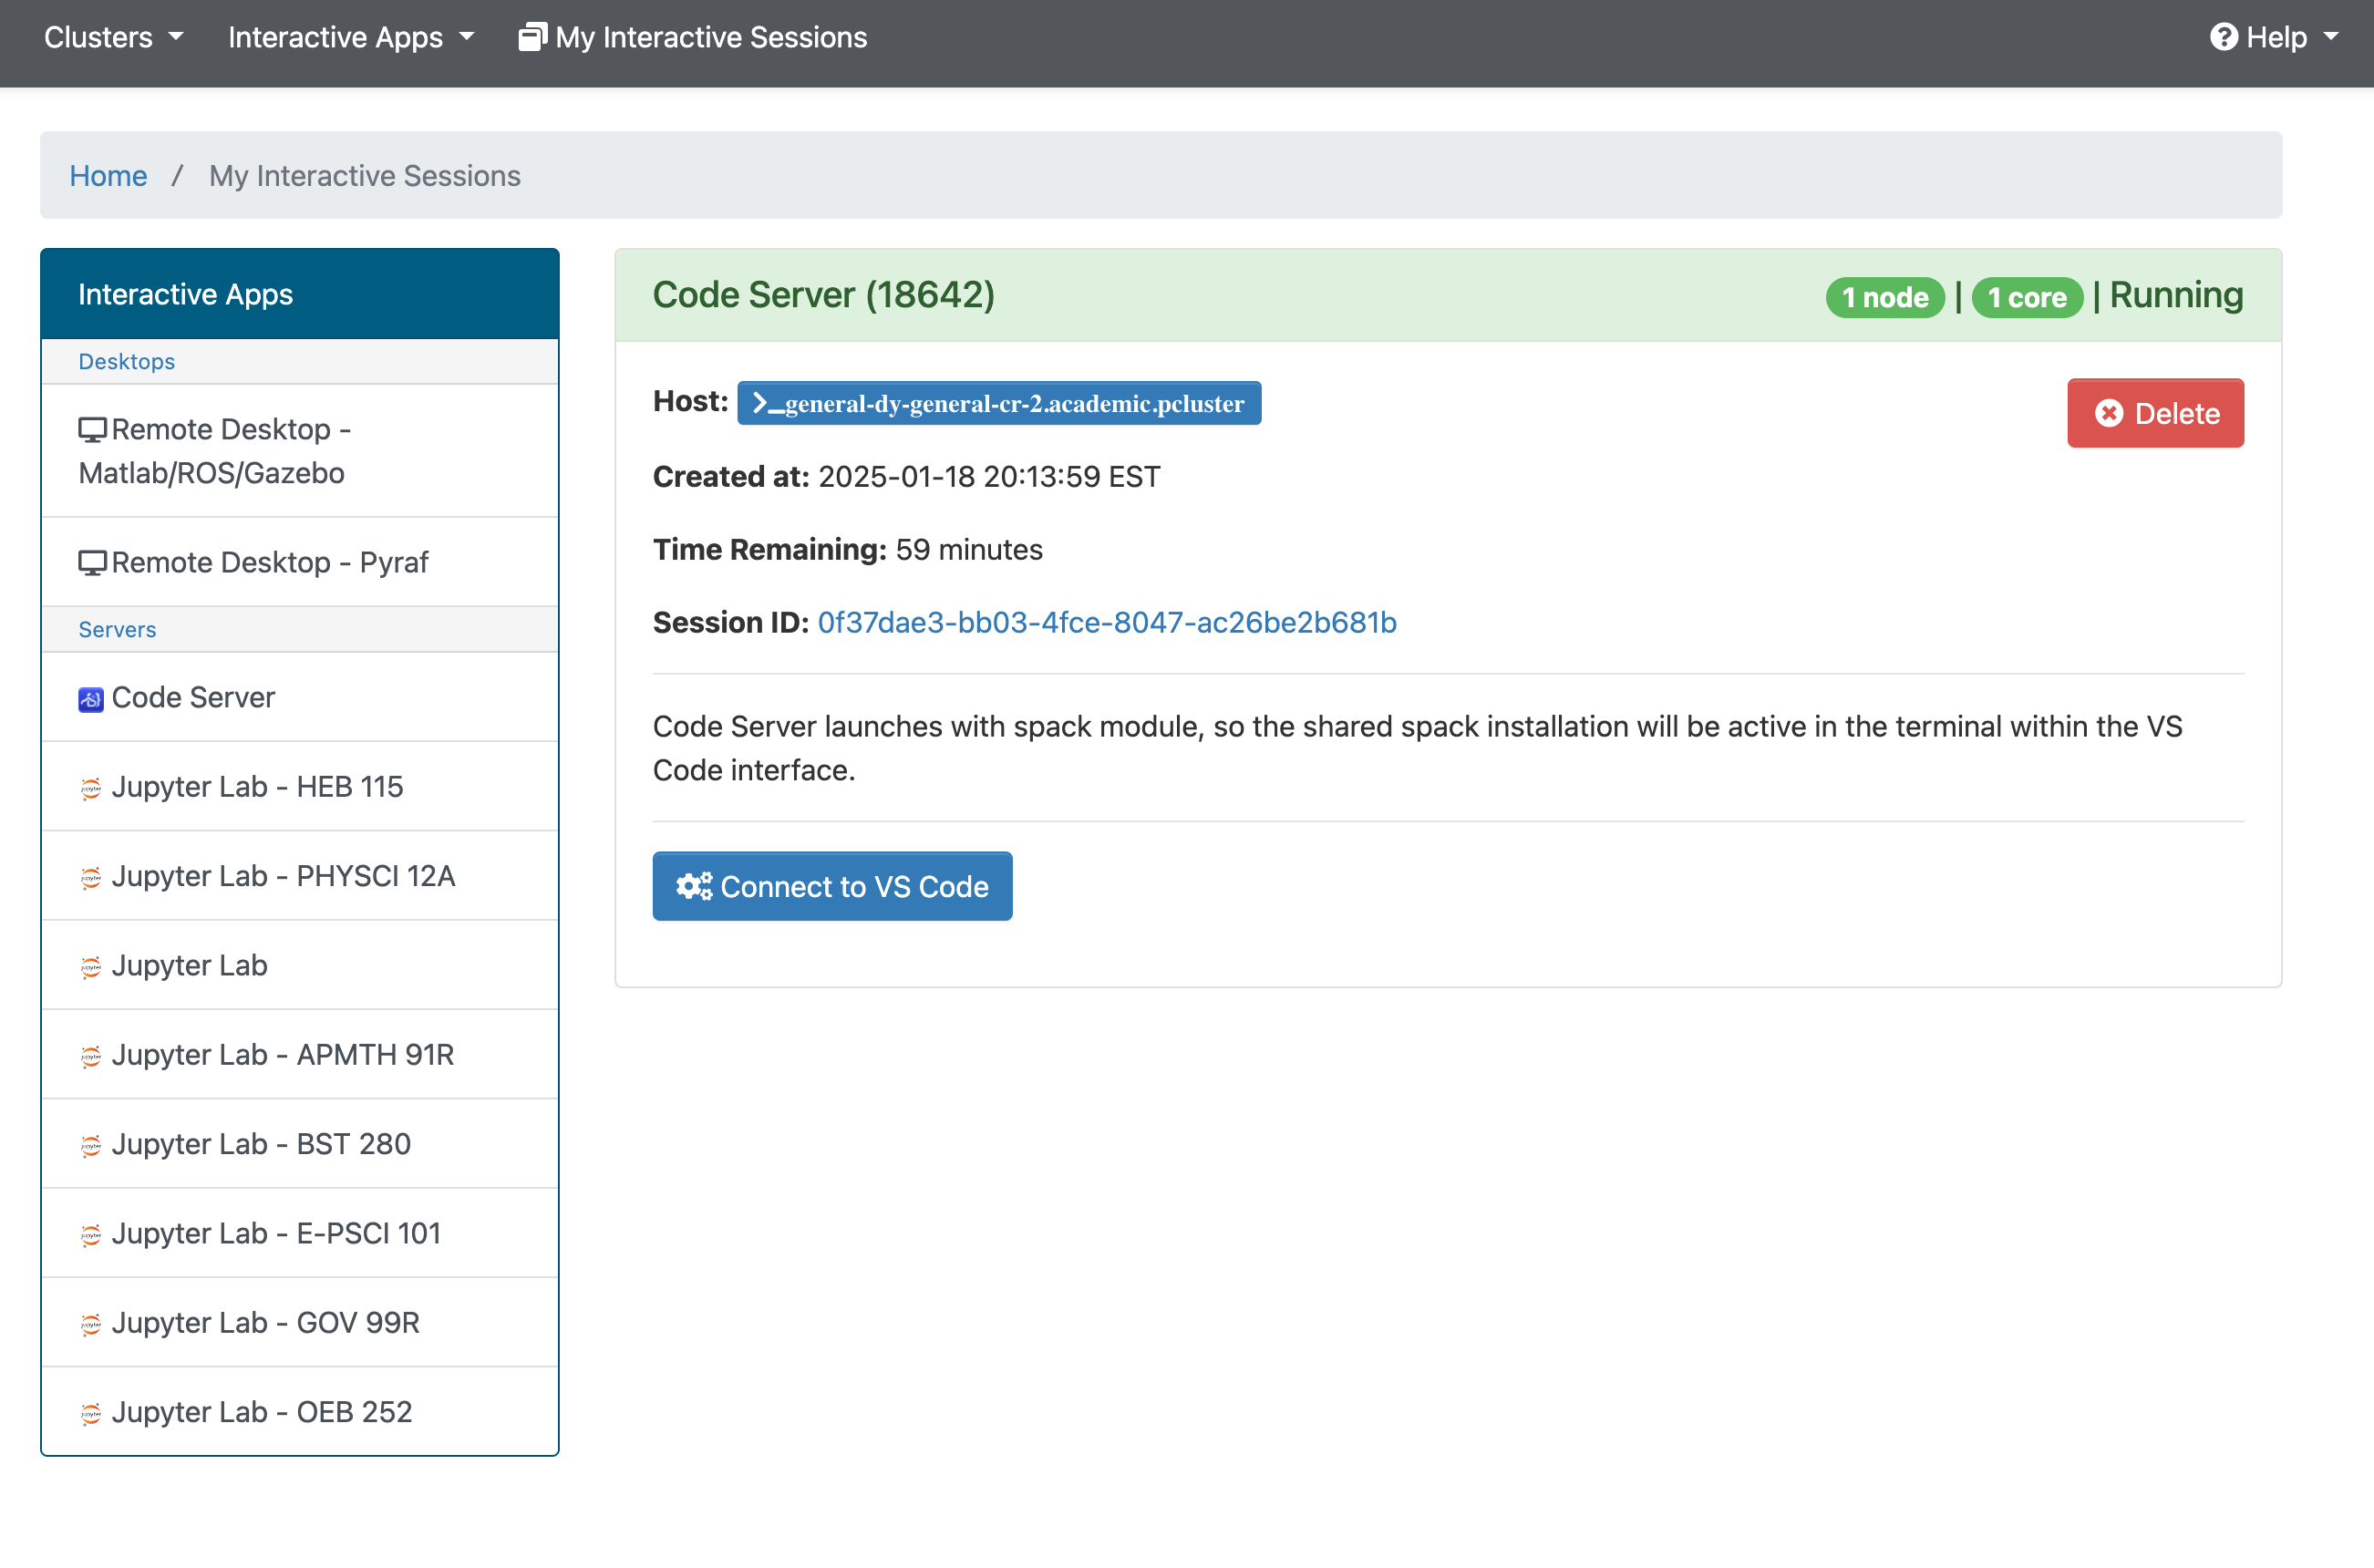 Clusters Interactive Apps My Interactive Sessions Help
Home / My Interactive Sessions
Interactive Apps
Desktops
Remote Desktop -
Matlab/ROS/Gazebo
Remote Desktop - Pyraf
Servers
Code Server
Jupyter Lab - HEB 115
Jupyter Lab - PHYSCI 12A
Jupyter Lab
Jupyter Lab - APMTH 91R
Jupyter Lab - BST 280
Jupyter Lab - E-PSCI 101
Jupyter Lab - GOV 99R
Jupyter Lab - OEB 252
Code Server (18642) 1 node | 1 core | Running
Host: >_general-dy-general-cr-2.academic.pcluster
Delete
Created at: 2025-01-18 20:13:59 EST
Time Remaining: 59 minutes
Session ID: 0f37dae3-bb03-4fce-8047-ac26be2b681b
Code Server launches with spack module, so the shared spack installation will be active in the terminal within the VS
Code interface.
Connect to VS Code